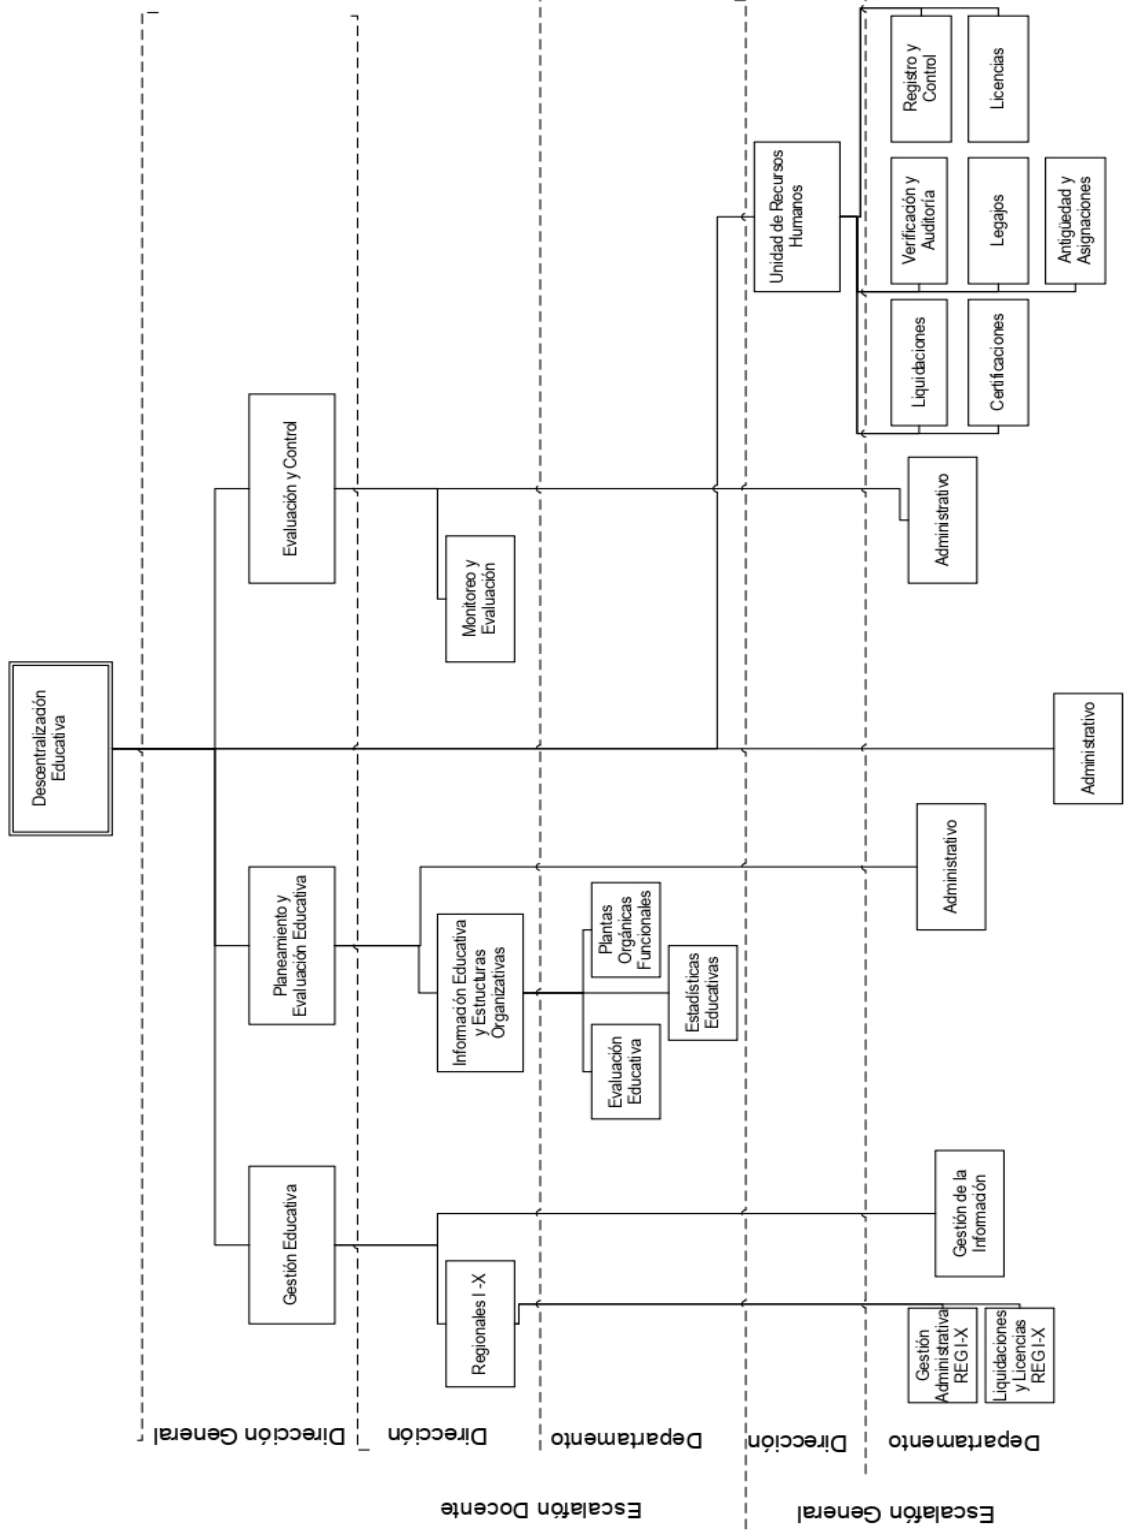 Descentralización
Educativa
Gestión Educativa
Planeamiento y
Evaluación Educativa
Evaluación y Control
Regionales I -X
Información Educativa
y Estructuras
Organizativas
Monitoreo y
Evaluación
Evaluación
Educativa
Plantas
Orgánicas
Funcionales
Estadísticas
Educativas
Unidad de Recursos
Humanos
Gestión
Administrativa
REG I-X
Liquidaciones
y Licencias
REG I-X
Gestión de la
Información
Administrativo
Administrativo
Administrativo
Liquidaciones
Verificación y
Auditoría
Registro y
Control
Certificaciones
Legajos
Licencias
Antigüedad y
Asignaciones
Dirección General
Dirección
Departamento
Dirección
Departamento
Escalafón Docente
Escalafón General